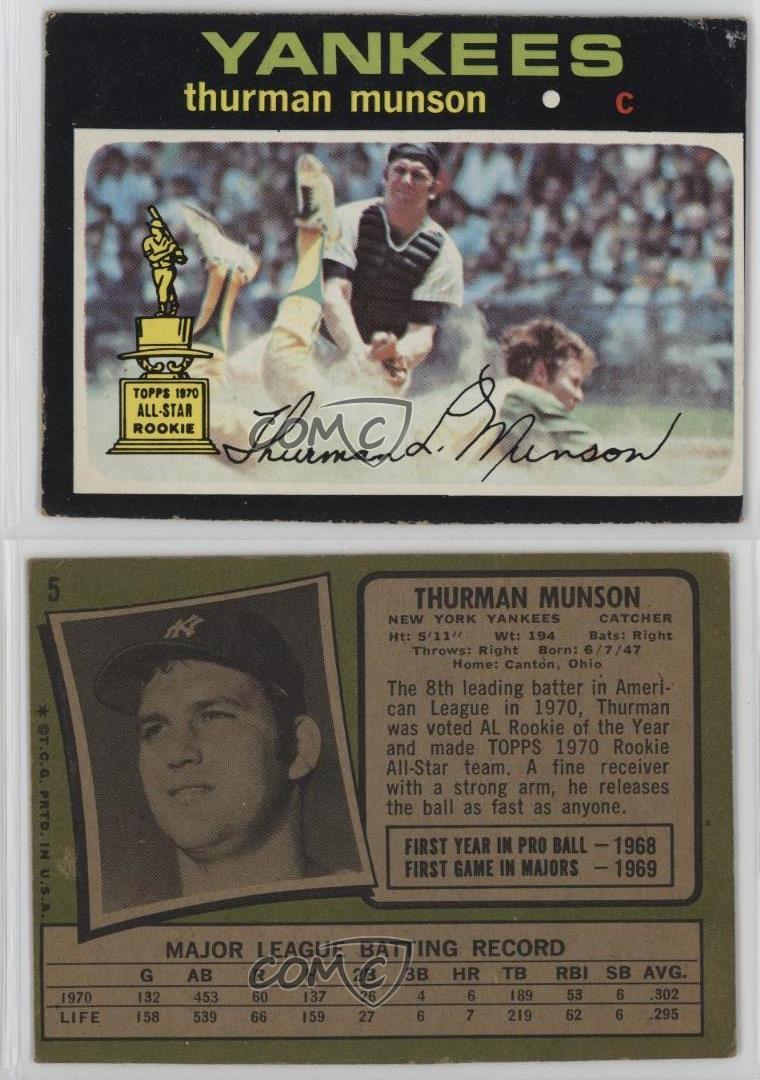 YANKEES
thurman munson • c
TOPPS 1970
ALL-STAR
ROOKIE
Thurman L. Munson
COMC
5
THURMAN MUNSON
NEW YORK YANKEES CATCHER
Ht: 5'11" Wt: 194 Bats: Right
Throws: Right Born: 6/7/47
Home: Canton, Ohio
The 8th leading batter in Ameri-
can League in 1970, Thurman
was voted AL Rookie of the Year
and made TOPPS 1970 Rookie
All-Star team. A fine receiver
with a strong arm, he releases
the ball as fast as anyone.
FIRST YEAR IN PRO BALL — 1968
FIRST GAME IN MAJORS — 1969
* ©T.C.G. PRTD. IN U.S.A.
MAJOR LEAGUE BATTING RECORD
G AB R H 2B 3B HR TB RBI SB AVG.
1970 132 453 60 137 26 4 6 189 53 6 .302
LIFE 158 539 66 159 27 6 7 219 62 6 .295
COMC